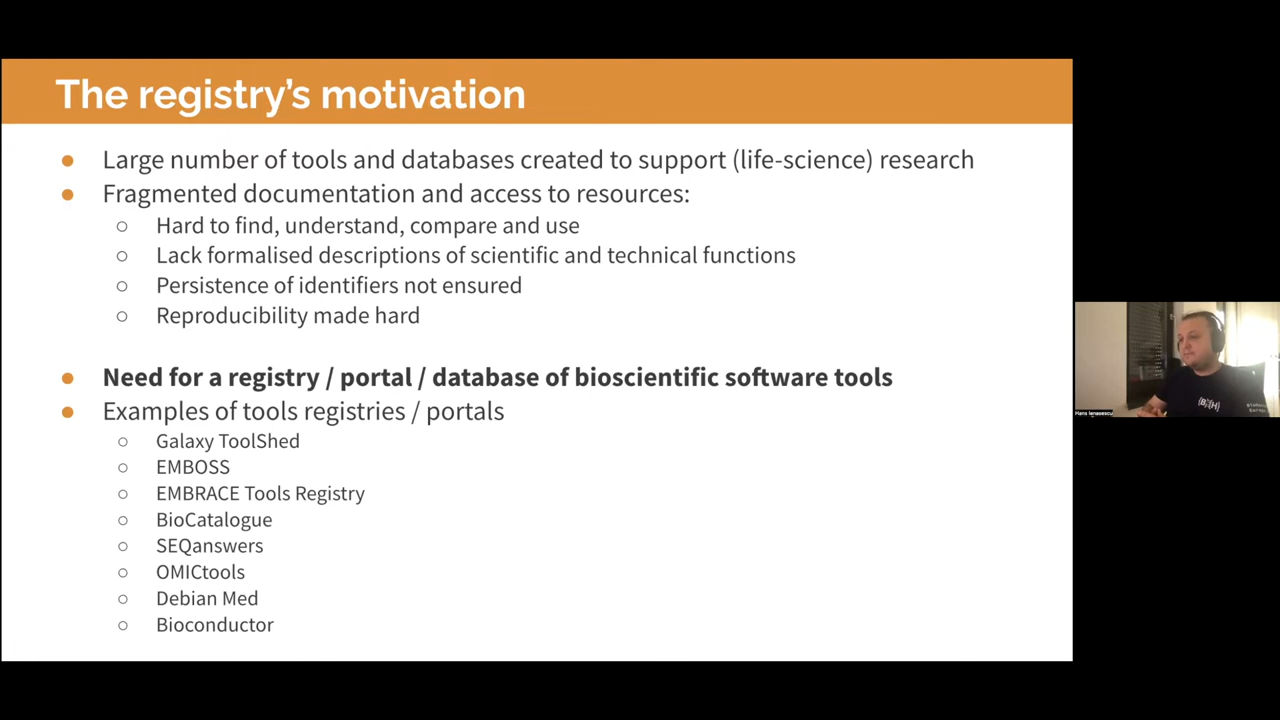 The registry's motivation
● Large number of tools and databases created to support (life-science) research
● Fragmented documentation and access to resources:
○ Hard to find, understand, compare and use
○ Lack formalised descriptions of scientific and technical functions
○ Persistence of identifiers not ensured
○ Reproducibility made hard
● Need for a registry / portal / database of bioscientific software tools
● Examples of tools registries / portals
○ Galaxy ToolShed
○ EMBOSS
○ EMBRACE Tools Registry
○ BioCatalogue
○ SEQanswers
○ OMICtools
○ Debian Med
○ Bioconductor
Hans Ienasescu